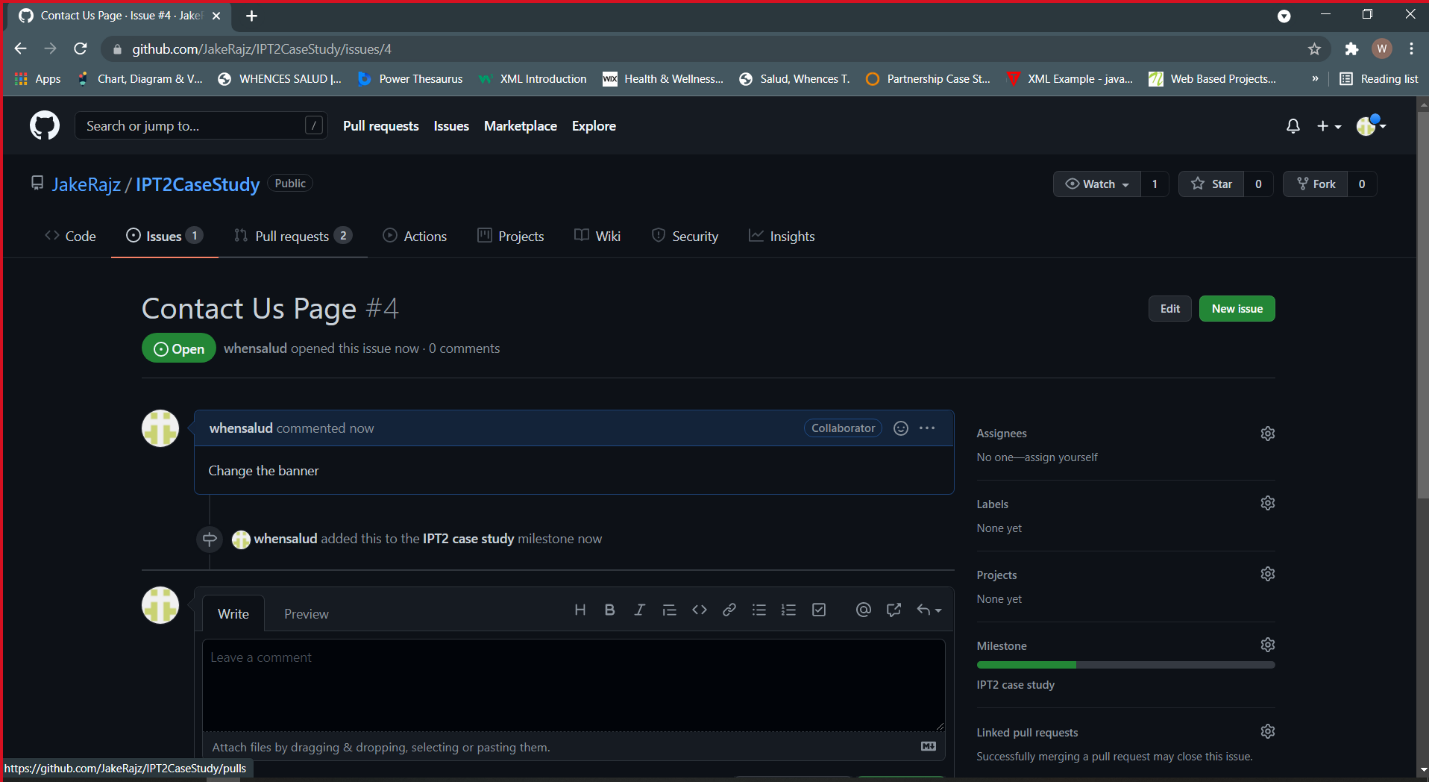 Contact Us Page · Issue #4 · Jake
github.com/JakeRajz/IPT2CaseStudy/issues/4
W
Apps Chart, Diagram & V... WHENCES SALUD |... Power Thesaurus XML Introduction WIX Health & Wellness... Salud, Whences T. Partnership Case St... XML Example - java... Web Based Projects... » Reading list
Search or jump to... / Pull requests Issues Marketplace Explore
JakeRajz / IPT2CaseStudy Public Watch 1 Star 0 Fork 0
Code Issues 1 Pull requests 2 Actions Projects Wiki Security Insights
Contact Us Page #4 Edit New issue
Open whensalud opened this issue now · 0 comments
whensalud commented now Collaborator ...
Change the banner
whensalud added this to the IPT2 case study milestone now
Write Preview H B I @
Leave a comment
Attach files by dragging & dropping, selecting or pasting them.
Assignees
No one—assign yourself
Labels
None yet
Projects
None yet
Milestone
IPT2 case study
Linked pull requests
Successfully merging a pull request may close this issue.
https://github.com/JakeRajz/IPT2CaseStudy/pulls